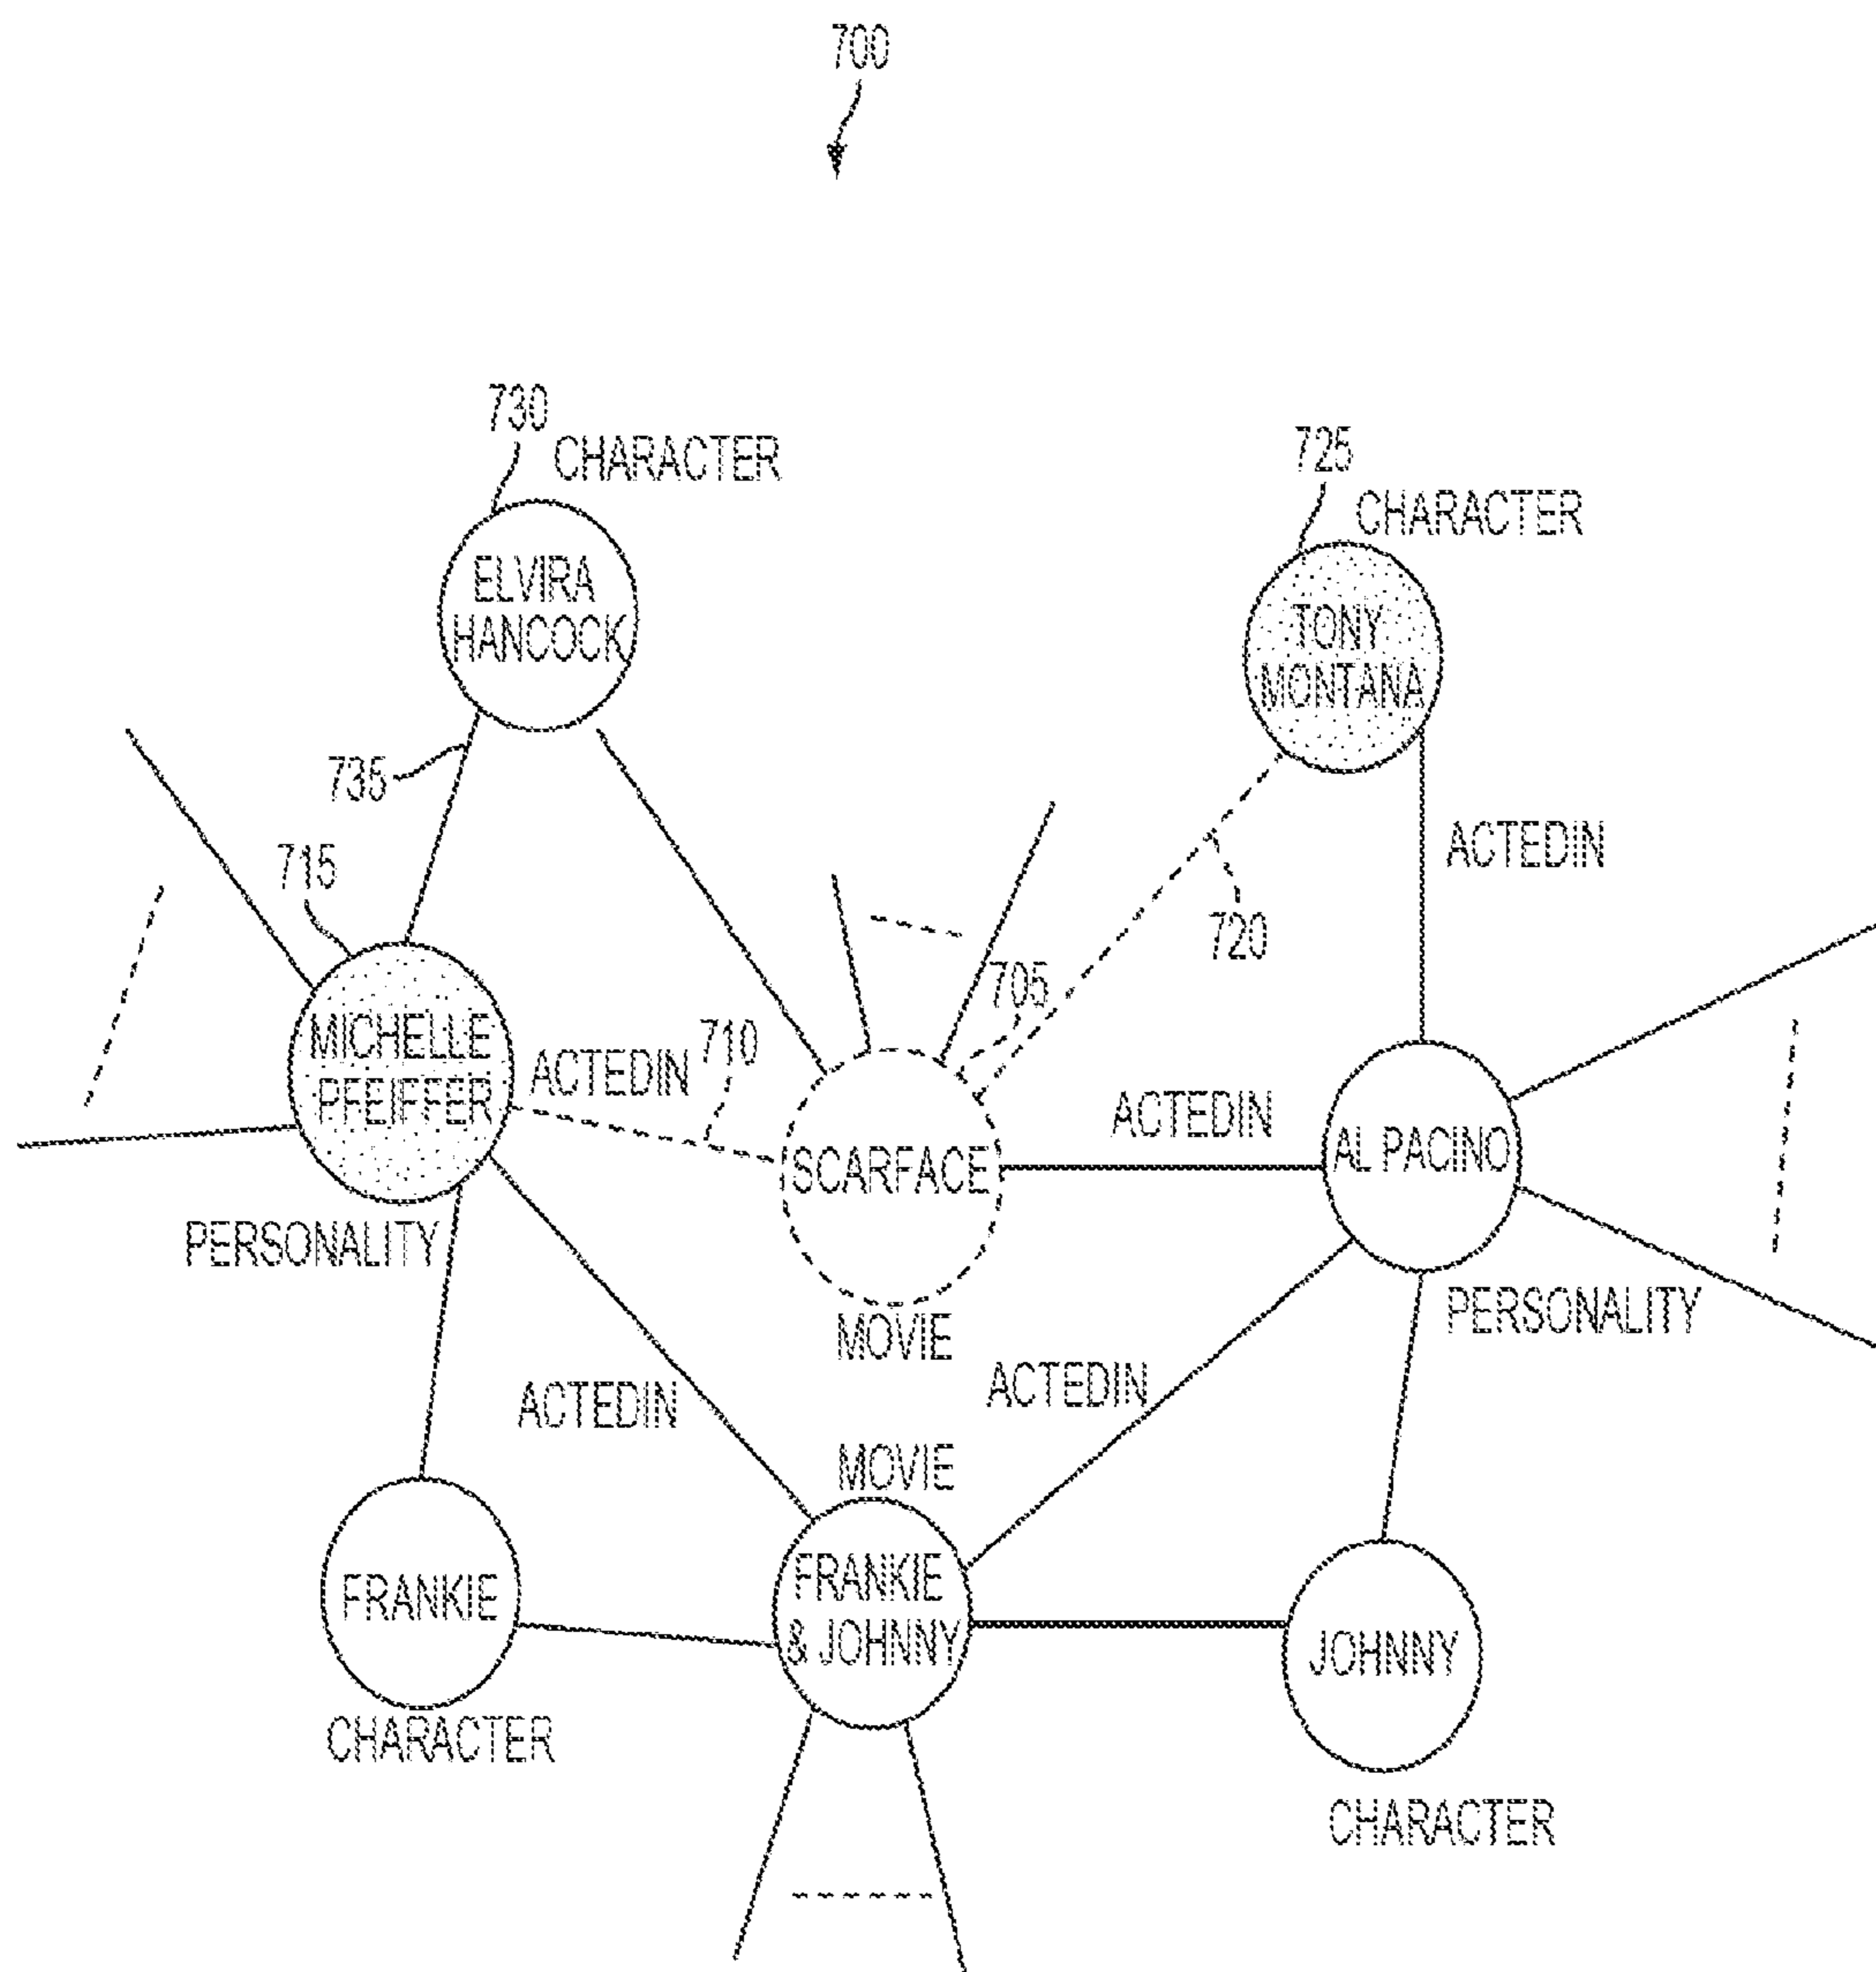 700
730
CHARACTER
725
CHARACTER
ELVIRA
HANCOCK
TONY
MONTANA
735
ACTEDIN
715
720
705
MICHELLE
PFEIFFER
ACTEDIN
710
ACTEDIN
SCARFACE
AL PACINO
PERSONALITY
MOVIE
PERSONALITY
ACTEDIN
ACTEDIN
MOVIE
FRANKIE
FRANKIE
& JOHNNY
JOHNNY
CHARACTER
CHARACTER